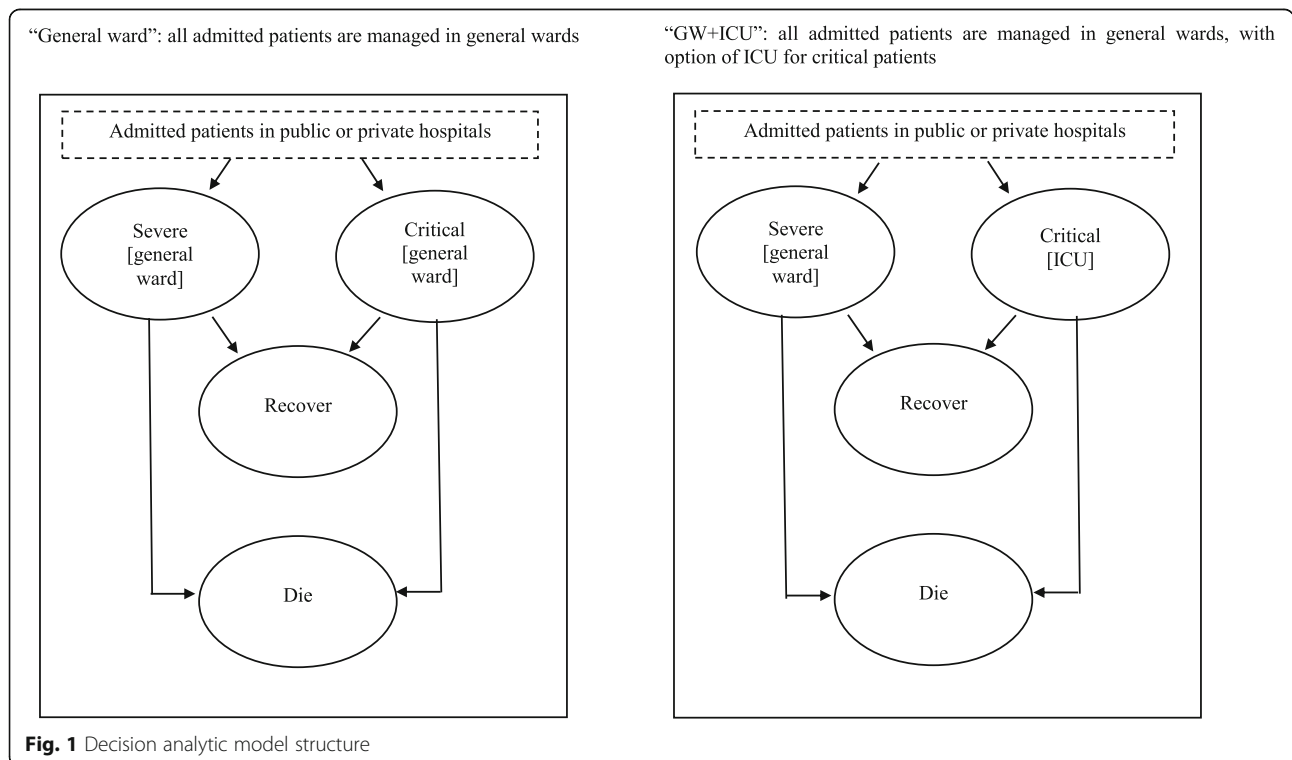 “General ward”: all admitted patients are managed in general wards
Admitted patients in public or private hospitals
Severe
[general
ward]
Critical
[general
ward]
Recover
Die
“GW+ICU”: all admitted patients are managed in general wards, with
option of ICU for critical patients
Admitted patients in public or private hospitals
Severe
[general
ward]
Critical
[ICU]
Recover
Die
Fig. 1 Decision analytic model structure